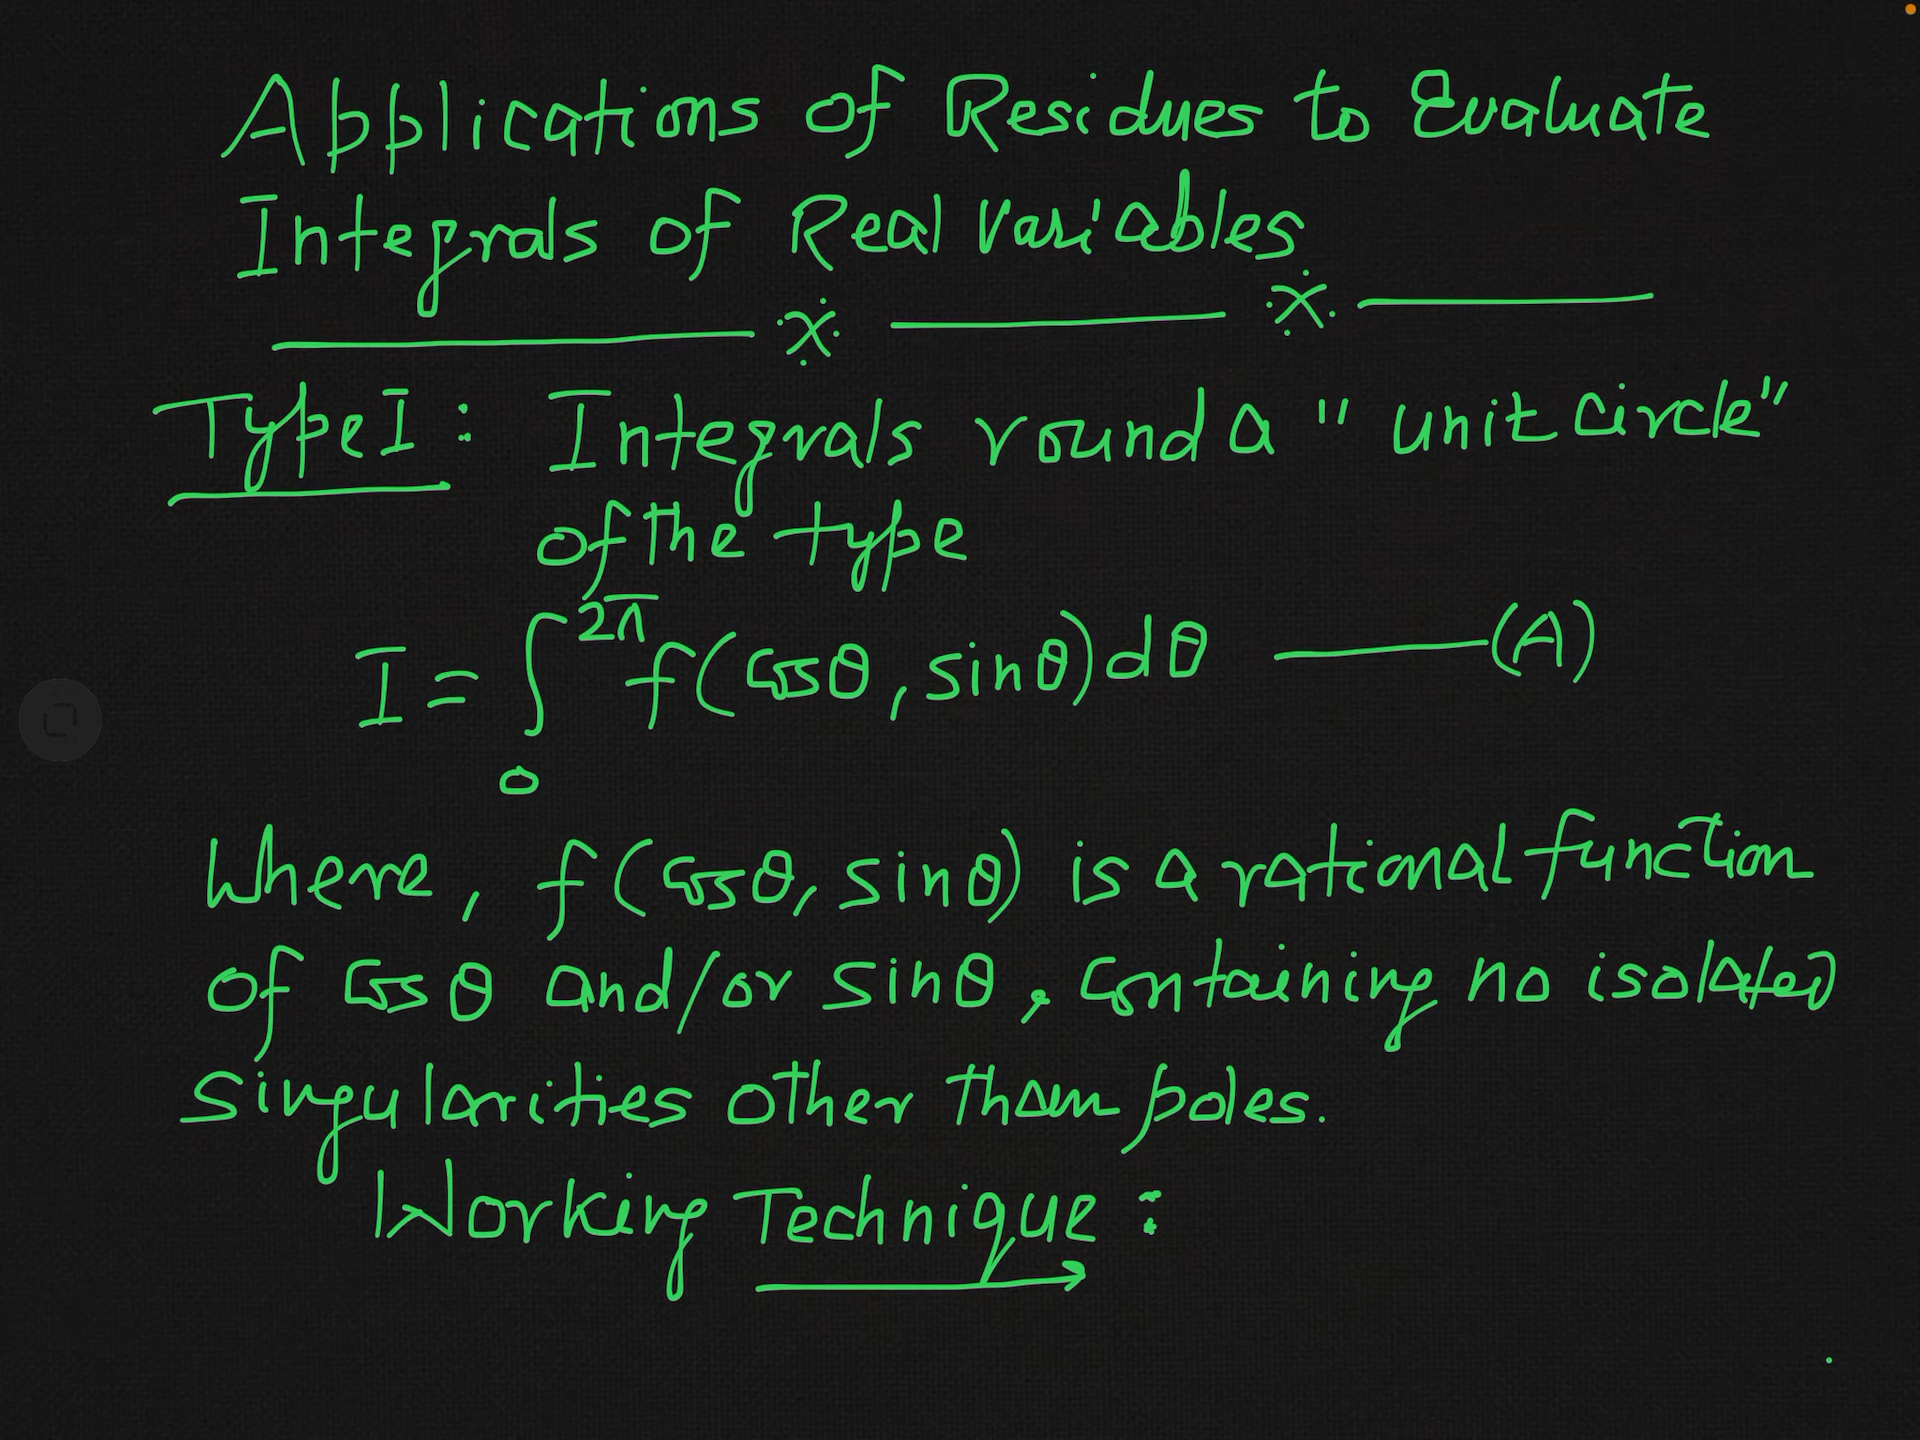 Applications of Residues to Evaluate
Integrals of Real Variables
Type I : Integrals round a "unit circle"
of the type
I = ∫₀^2π f(cosθ, sinθ)dθ —— (A)
Where, f(cosθ, sinθ) is a rational function
of cosθ and/or sinθ, containing no isolated
singularities other than poles.
Working Technique :